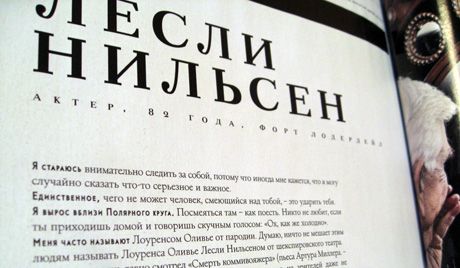 ЛЕСЛИ
НИЛЬСЕН
АКТЕР, 82 ГОДА, ФОРТ ЛОДЕРДЕЙЛ
Я СТАРАЮСЬ внимательно следить за собой, потому что иногда мне кажется, что я могу
случайно сказать что-то серьезное и важное.
ЕДИНСТВЕННОЕ, чего не может человек, смеющийся над тобой, – это ударить тебя.
Я ВЫРОС ВБЛИЗИ ПОЛЯРНОГО КРУГА. Посмеяться там – как поесть. Никто не любит, если
ты приходишь домой и говоришь скучным голосом: «Ох, как же холодно».
МЕНЯ ЧАСТО НАЗЫВАЮТ Лоуренсом Оливье от пародии. Думаю, ничто не мешает этим
людям называть Лоуренса Оливье Лесли Нильсеном от шекспировского театра.
смотрел «Смерть коммивояжера» (пьеса Артура Миллера –
зрителей даже не